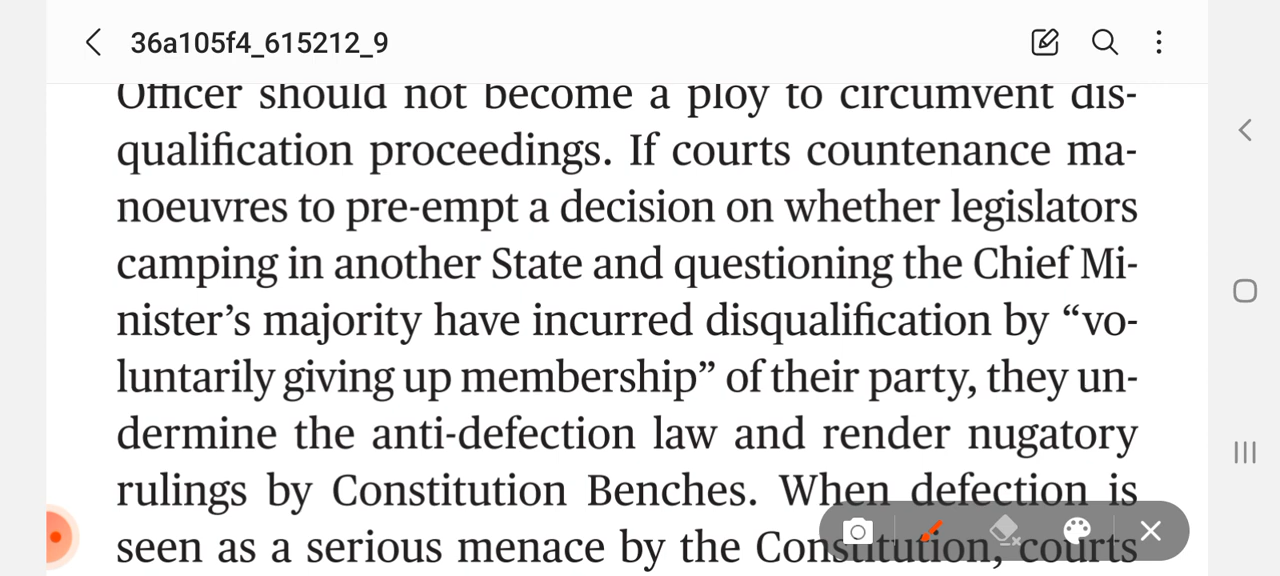 36a105f4_615212_9
Officer should not become a ploy to circumvent dis-
qualification proceedings. If courts countenance ma-
noeuvres to pre-empt a decision on whether legislators
camping in another State and questioning the Chief Mi-
nister’s majority have incurred disqualification by “vo-
luntarily giving up membership” of their party, they un-
dermine the anti-defection law and render nugatory
rulings by Constitution Benches. When defection is
seen as a serious menace by the Constitution, courts